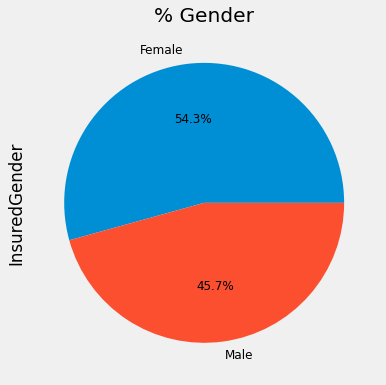 % Gender
Female
54.3%
InsuredGender
45.7%
Male